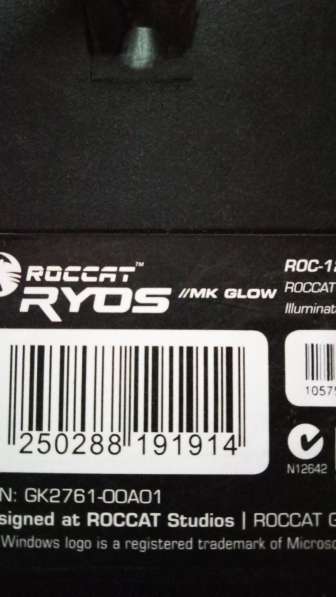 ROCCAT™
RYOS //MK GLOW
ROC-12
ROCCAT
Illuminat
250288 191914
1057
N12642
N: GK2761-00A01
signed at ROCCAT Studios | ROCCAT G
Windows logo is a registered trademark of Microso